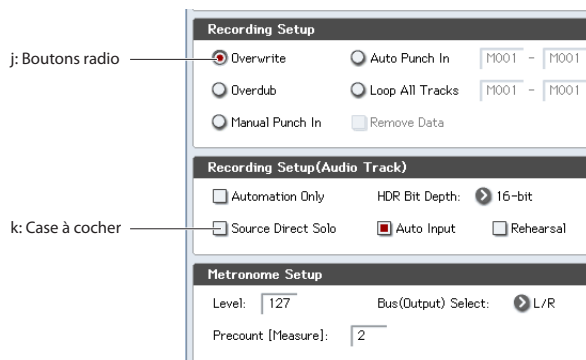 Recording Setup
j: Boutons radio
Overwrite Auto Punch In M001 - M001
Overdub Loop All Tracks M001 - M001
Manual Punch In Remove Data
Recording Setup(Audio Track)
Automation Only HDR Bit Depth: 16-bit
k: Case à cocher
Source Direct Solo Auto Input Rehearsal
Metronome Setup
Level: 127 Bus(Output) Select: L/R
Precount [Measure]: 2